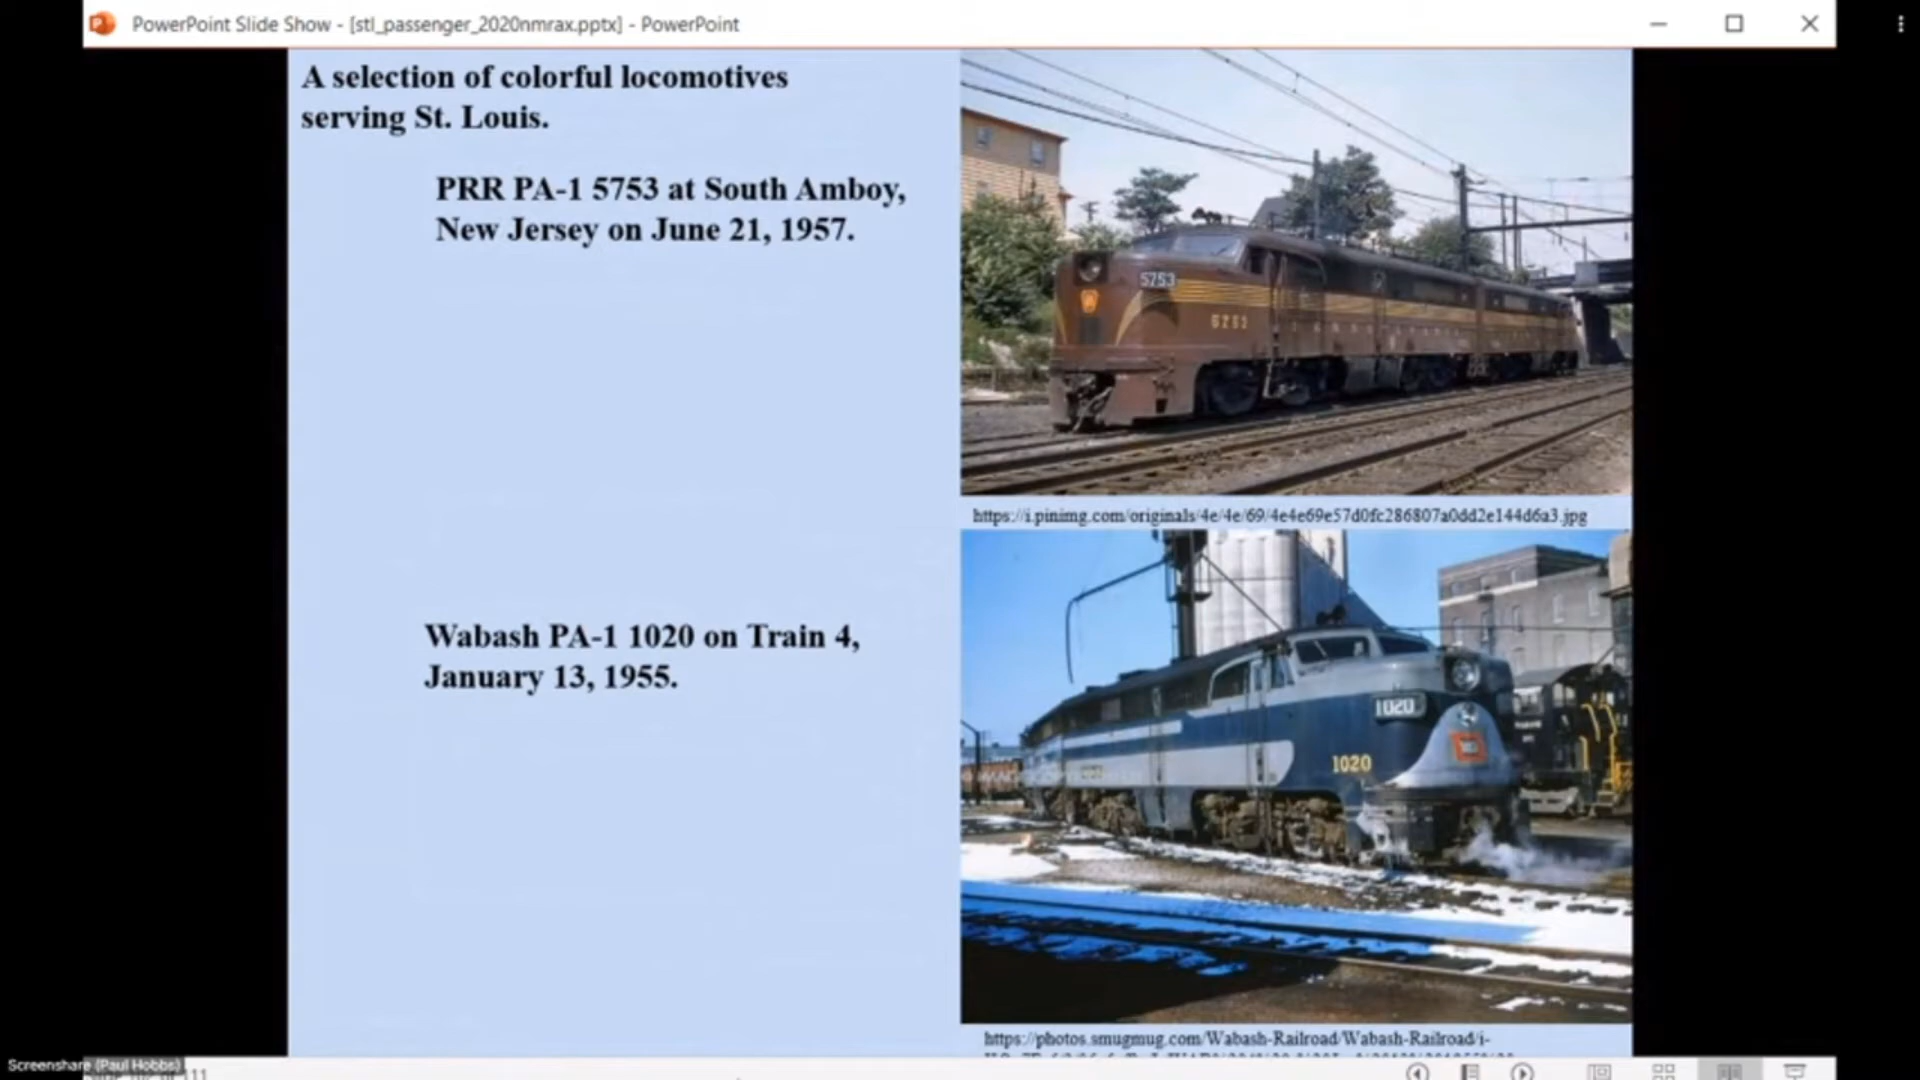 PowerPoint Slide Show - [stl_passenger_2020nmrax.pptx] - PowerPoint
A selection of colorful locomotives
serving St. Louis.
PRR PA-1 5753 at South Amboy,
New Jersey on June 21, 1957.
5753
5753
https://i.pinimg.com/originals/4e/4e/69/4e4e69e57d0fc286807a0dd2e144d6a3.jpg
Wabash PA-1 1020 on Train 4,
January 13, 1955.
1020
1020
https://photos.smugmug.com/Wabash-Railroad/Wabash-Railroad/i-
Screenshare (Paul Hobbs)